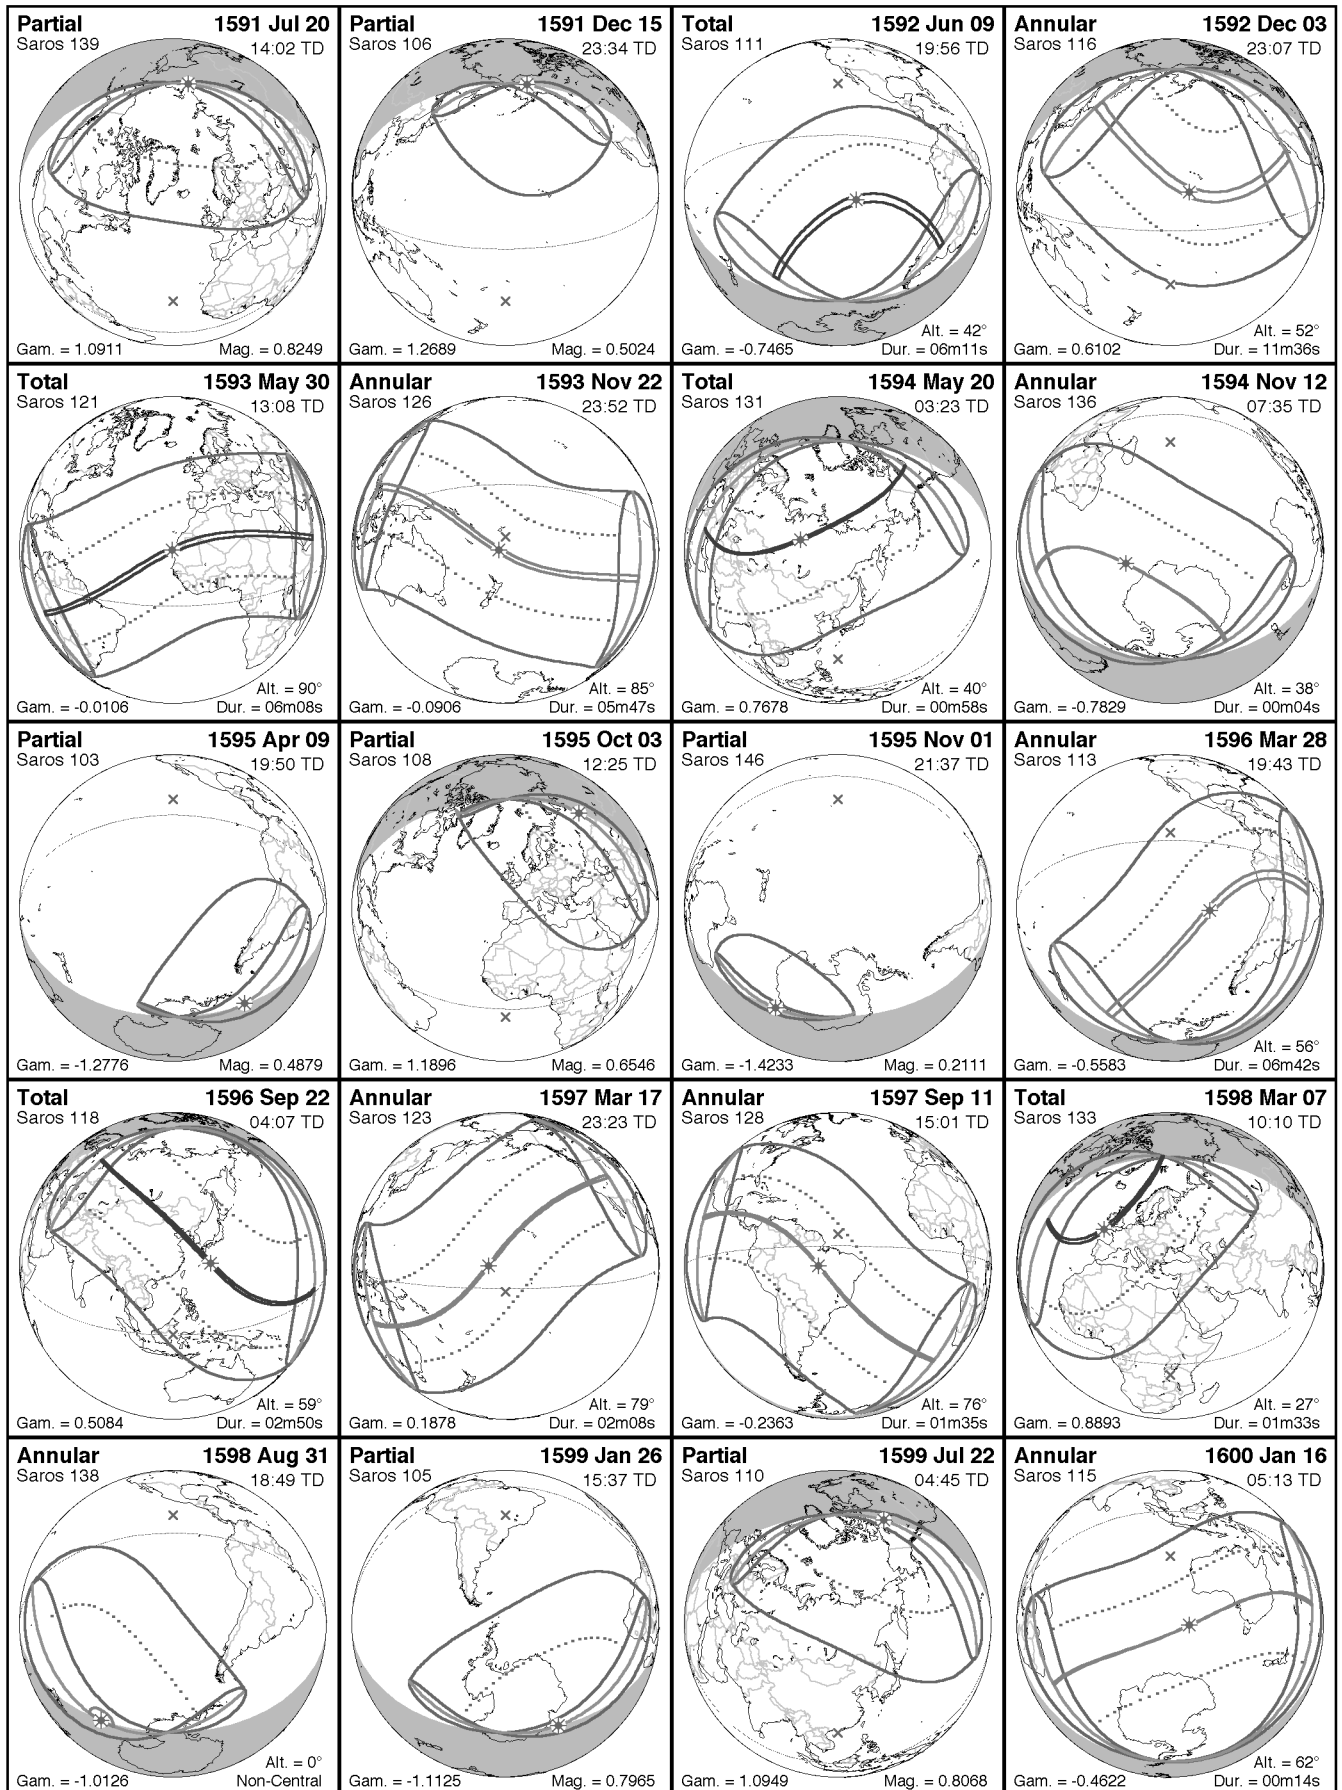 Partial 1591 Jul 20
Saros 139 14:02 TD
Gam. = 1.0911 Mag. = 0.8249
Partial 1591 Dec 15
Saros 106 23:34 TD
Gam. = 1.2689 Mag. = 0.5024
Total 1592 Jun 09
Saros 111 19:56 TD
Alt. = 42°
Gam. = -0.7465 Dur. = 06m11s
Annular 1592 Dec 03
Saros 116 23:07 TD
Alt. = 52°
Gam. = 0.6102 Dur. = 11m36s
Total 1593 May 30
Saros 121 13:08 TD
Alt. = 90°
Gam. = -0.0106 Dur. = 06m08s
Annular 1593 Nov 22
Saros 126 23:52 TD
Alt. = 85°
Gam. = -0.0906 Dur. = 05m47s
Total 1594 May 20
Saros 131 03:23 TD
Alt. = 40°
Gam. = 0.7678 Dur. = 00m58s
Annular 1594 Nov 12
Saros 136 07:35 TD
Alt. = 38°
Gam. = -0.7829 Dur. = 00m04s
Partial 1595 Apr 09
Saros 103 19:50 TD
Gam. = -1.2776 Mag. = 0.4879
Partial 1595 Oct 03
Saros 108 12:25 TD
Gam. = 1.1896 Mag. = 0.6546
Partial 1595 Nov 01
Saros 146 21:37 TD
Gam. = -1.4233 Mag. = 0.2111
Annular 1596 Mar 28
Saros 113 19:43 TD
Alt. = 56°
Gam. = -0.5583 Dur. = 06m42s
Total 1596 Sep 22
Saros 118 04:07 TD
Alt. = 59°
Gam. = 0.5084 Dur. = 02m50s
Annular 1597 Mar 17
Saros 123 23:23 TD
Alt. = 79°
Gam. = 0.1878 Dur. = 02m08s
Annular 1597 Sep 11
Saros 128 15:01 TD
Alt. = 76°
Gam. = -0.2363 Dur. = 01m35s
Total 1598 Mar 07
Saros 133 10:10 TD
Alt. = 27°
Gam. = 0.8893 Dur. = 01m33s
Annular 1598 Aug 31
Saros 138 18:49 TD
Alt. = 0°
Gam. = -1.0126 Non-Central
Partial 1599 Jan 26
Saros 105 15:37 TD
Gam. = -1.1125 Mag. = 0.7965
Partial 1599 Jul 22
Saros 110 04:45 TD
Gam. = 1.0949 Mag. = 0.8068
Annular 1600 Jan 16
Saros 115 05:13 TD
Alt. = 62°
Gam. = -0.4622 Dur. = 00m14s